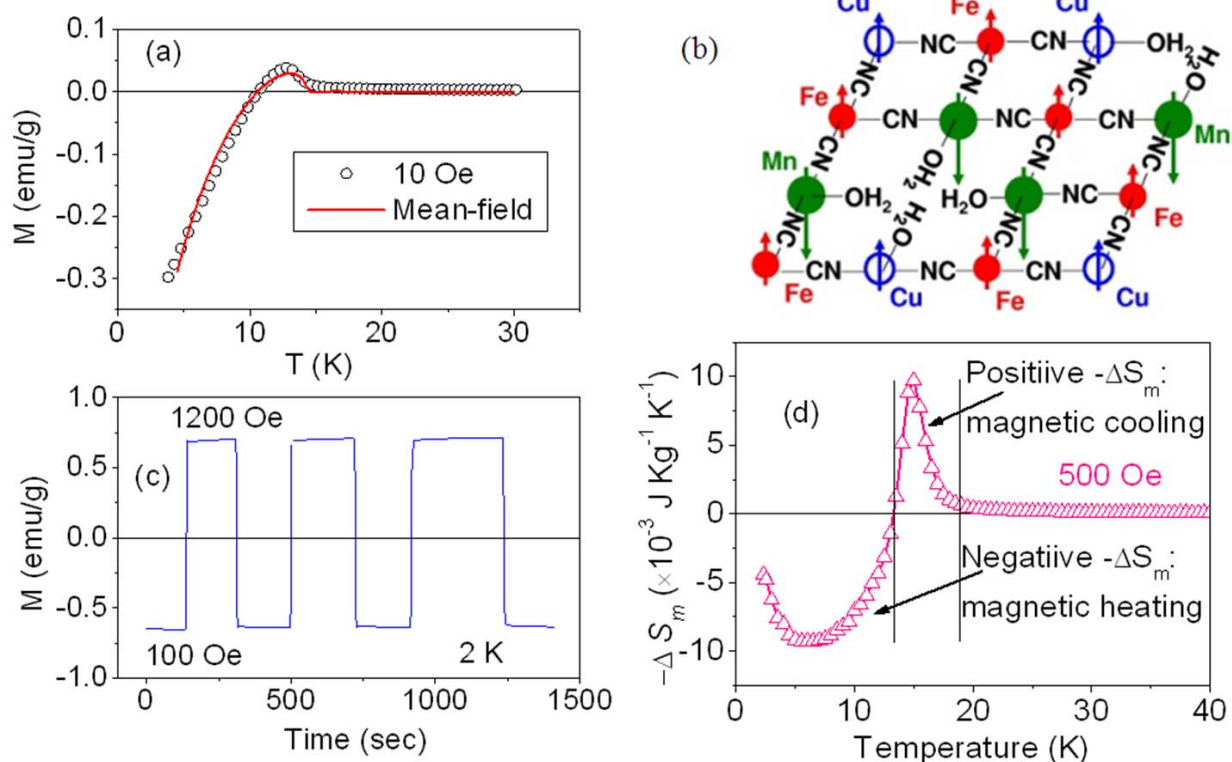 (a)
0.1
0.0
-0.1
-0.2
-0.3
M (emu/g)
10 Oe
Mean-field
0 10 20 30
T (K)
(b)
Cu Fe Cu
NC CN OH2
H2O
NC CN NC
Fe
CN NC CN
Mn
Mn
CN OH2 CN NC
OH2 H2O NC
Fe
NC H2O NC CN
CN NC CN
Fe Cu Fe Cu
(c)
1.0
0.5
0.0
-0.5
-1.0
M (emu/g)
1200 Oe
100 Oe
2 K
0 500 1000 1500
Time (sec)
(d)
10
5
0
-5
-10
−ΔSm (×10-3 J Kg-1 K-1)
Positiive -ΔSm:
magnetic cooling
500 Oe
Negatiive -ΔSm:
magnetic heating
0 10 20 30 40
Temperature (K)